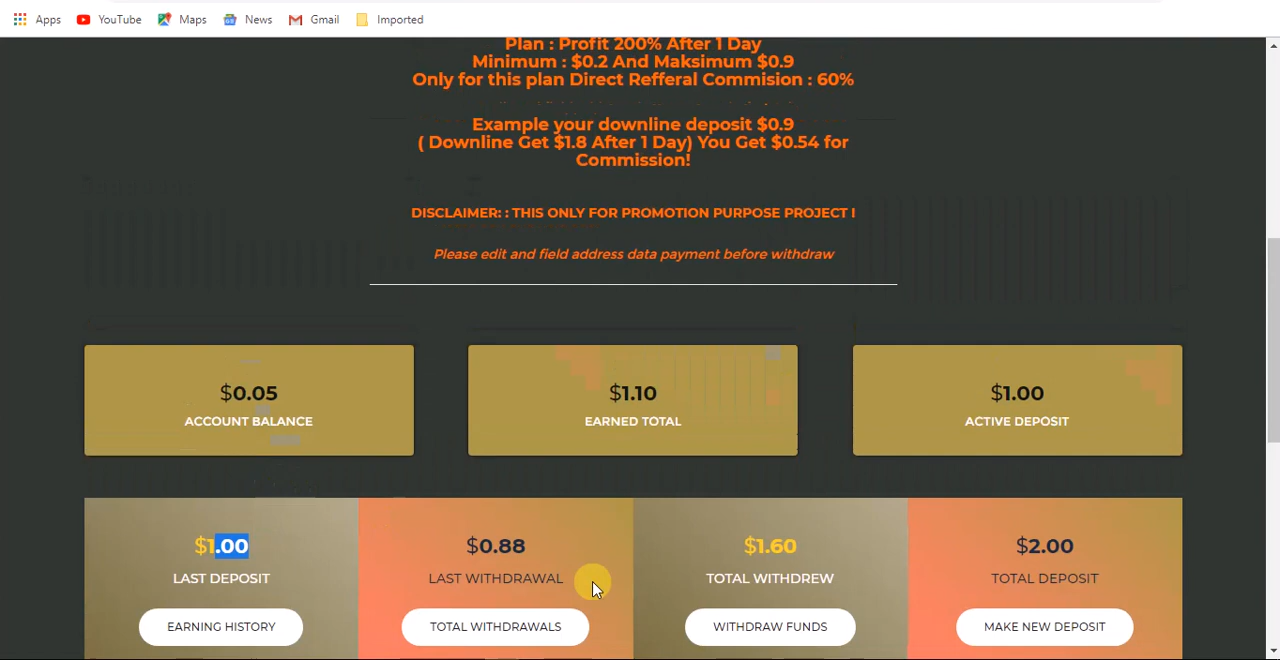 Apps YouTube Maps News Gmail Imported
Plan : Profit 200% After 1 Day
Minimum : $0.2 And Maksimum $0.9
Only for this plan Direct Refferal Commision : 60%
Example your downline deposit $0.9
( Downline Get $1.8 After 1 Day) You Get $0.54 for
Commission!
DISCLAIMER: : THIS ONLY FOR PROMOTION PURPOSE PROJECT !
Please edit and field address data payment before withdraw
$0.05 $1.10 $1.00
ACCOUNT BALANCE EARNED TOTAL ACTIVE DEPOSIT
$1.00 $0.88 $1.60 $2.00
LAST DEPOSIT LAST WITHDRAWAL TOTAL WITHDREW TOTAL DEPOSIT
EARNING HISTORY TOTAL WITHDRAWALS WITHDRAW FUNDS MAKE NEW DEPOSIT